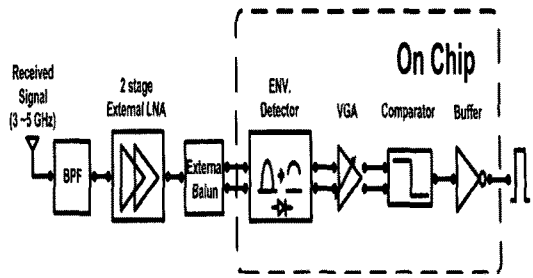 On Chip
Received
Signal
(3 ~5 GHz)
2 stage
External LNA
ENV.
Detector
VGA
Comparator
Buffer
BPF
Externa
Balun